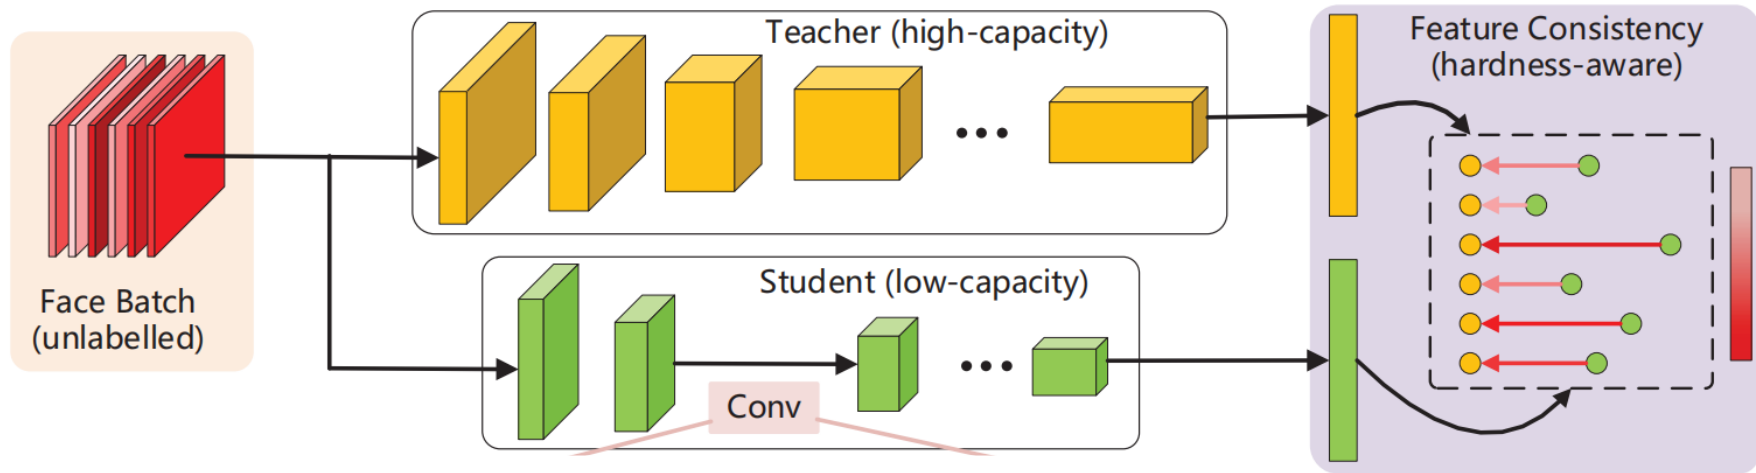 Teacher (high-capacity)
Feature Consistency
(hardness-aware)
Face Batch
(unlabelled)
Student (low-capacity)
Conv